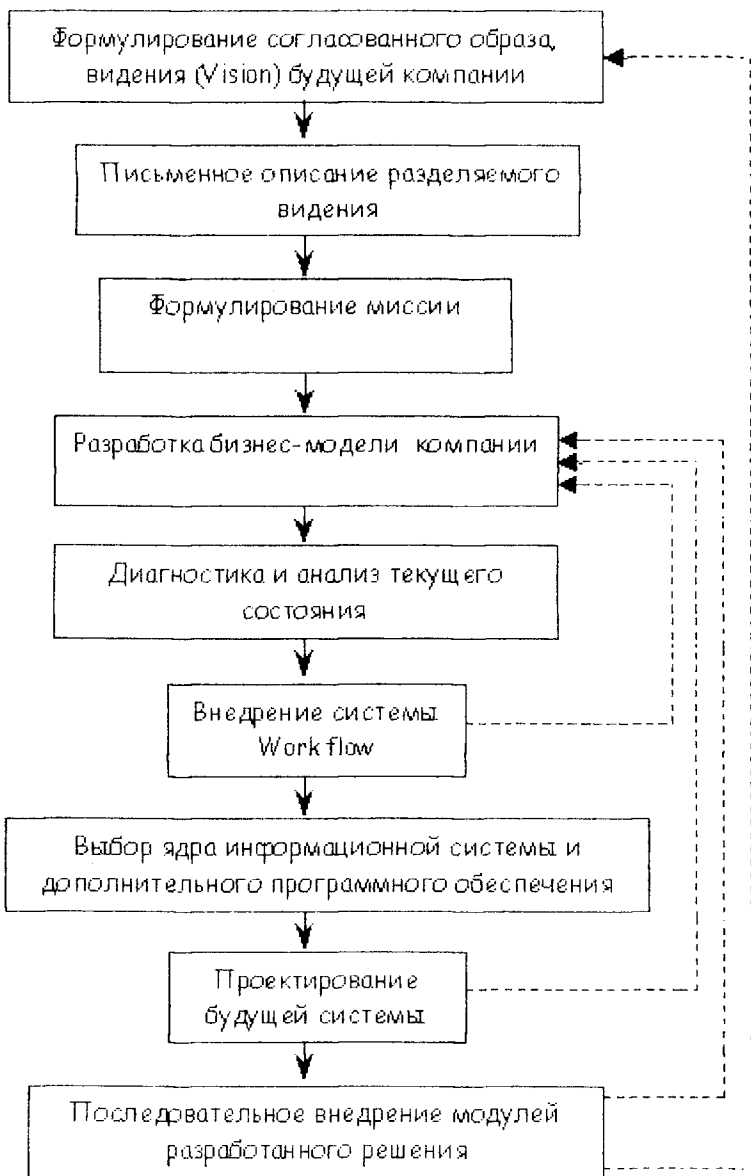 Формулирование согласованного образа,
видения (Vision) будущей компании
Письменное описание разделяемого
видения
Формулирование миссии
Разработка бизнес-модели компании
Диагностика и анализ текущего
состояния
Внедрение системы
Workflow
Выбор ядра информационной системы и
дополнительного программного обеспечения
Проектирование
будущей системы
Последовательное внедрение модулей
разработанного решения